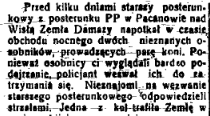 Przed kilku dniami starszy posterun-
kowy z posterunku PP w Pacanowie nad
Wisłą Zemła Damazy napotkał w czasie
obchodu nocnego dwóch nieznanych o-
sobników, prowadzących parę koni. Po-
nieważ osobnicy ci wyglądali bardzo po-
dejrzanie, policjant wezwał ich do za-
trzymania się. Nieznajomi na wezwanie
starszego posterunkowego odpowiedzieli
strzałami. Jedna z kul trafiła Zemłę w